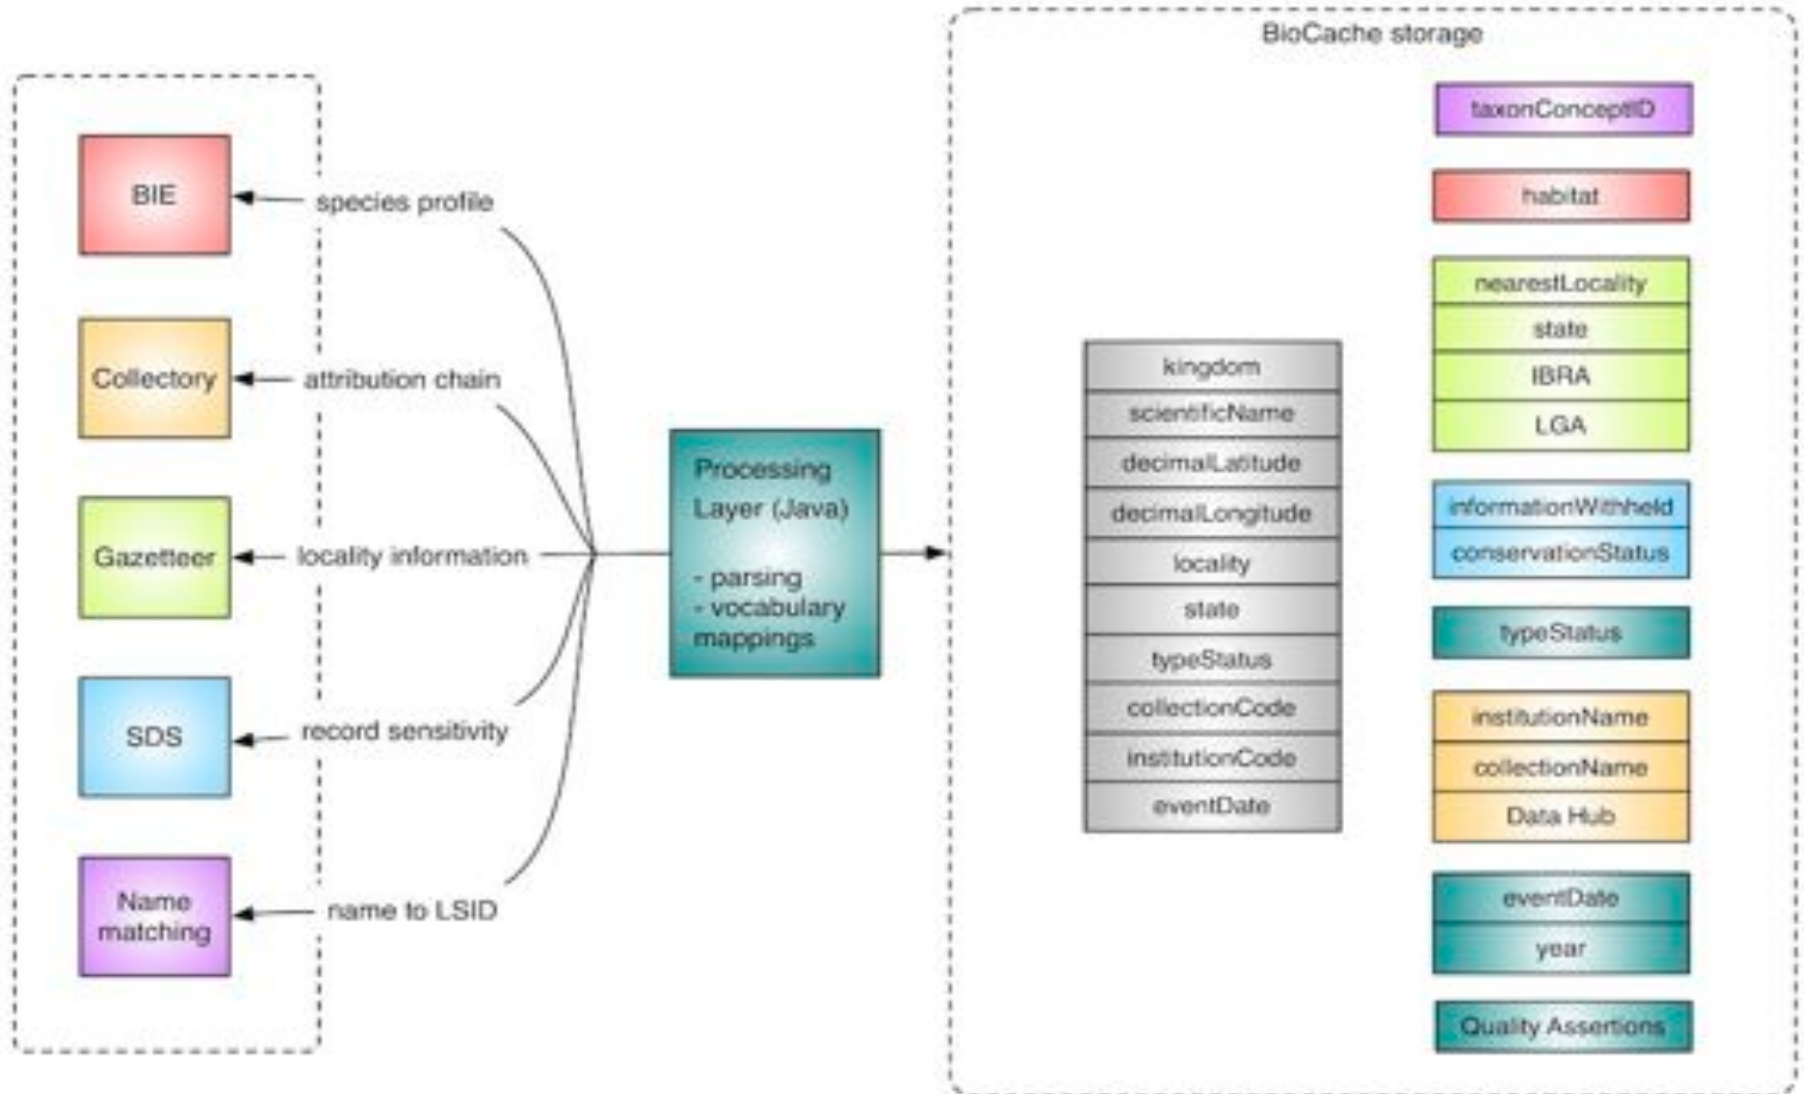 BioCache storage
BIE
species profile
Collectory
attribution chain
Gazetteer
locality information
SDS
record sensitivity
Name
matching
name to LSID
Processing
Layer (Java)
- parsing
- vocabulary
mappings
kingdom
scientificName
decimalLatitude
decimalLongitude
locality
state
typeStatus
collectionCode
institutionCode
eventDate
taxonConceptID
habitat
nearestLocality
state
IBRA
LGA
informationWithheld
conservationStatus
typeStatus
institutionName
collectionName
Data Hub
eventDate
year
Quality Assertions